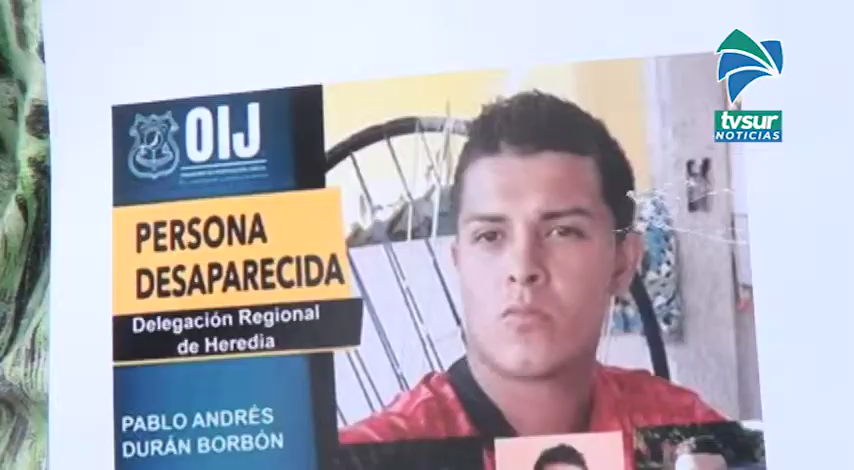 tvsur
NOTICIAS
OIJ
PERSONA
DESAPARECIDA
Delegación Regional
de Heredia
PABLO ANDRÉS
DURÁN BORBÓN